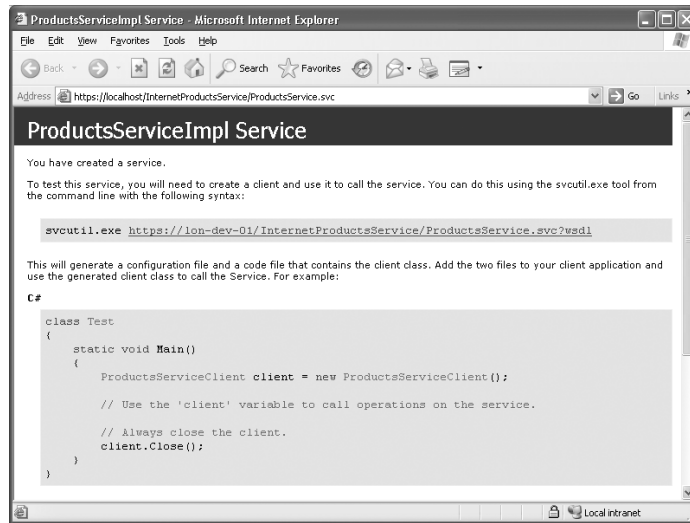 ProductsServiceImpl Service - Microsoft Internet Explorer
File Edit View Favorites Tools Help
Back Search Favorites
Address https://localhost/InternetProductsService/ProductsService.svc Go Links
ProductsServiceImpl Service
You have created a service.
To test this service, you will need to create a client and use it to call the service. You can do this using the svcutil.exe tool from
the command line with the following syntax:
svcutil.exe https://lon-dev-01/InternetProductsService/ProductsService.svc?wsdl
This will generate a configuration file and a code file that contains the client class. Add the two files to your client application and
use the generated client class to call the Service. For example:
C#
class Test
{
static void Main()
{
ProductsServiceClient client = new ProductsServiceClient();
// Use the 'client' variable to call operations on the service.
// Always close the client.
client.Close();
}
}
Local intranet